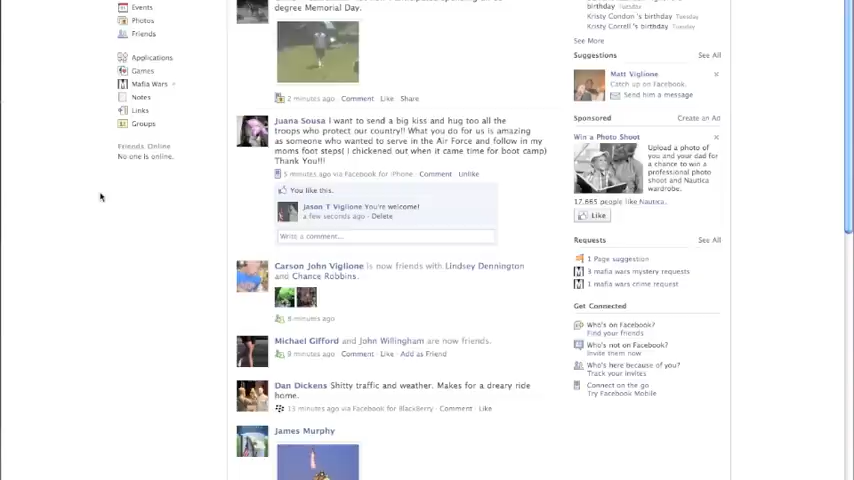 Events
Photos
Friends
Applications
Games
Mafia Wars
Notes
Links
Groups
Friends Online
No one is online.
degree Memorial Day.
2 minutes ago Comment Like Share
Juana Sousa I want to send a big kiss and hug too all the
troops who protect our country!! What you do for us is amazing
as someone who wanted to serve in the Air Force and follow in my
moms foot steps( I chickened out when it came time for boot camp)
Thank You!!!
5 minutes ago via Facebook for iPhone · Comment · Unlike
You like this.
Jason T Viglione You're welcome!
a few seconds ago · Delete
Write a comment...
Carson John Viglione is now friends with Lindsey Dennington
and Chance Robbins.
8 minutes ago
Michael Gifford and John Willingham are now friends.
9 minutes ago · Comment · Like · Add as Friend
Dan Dickens Shitty traffic and weather. Makes for a dreary ride
home.
13 minutes ago via Facebook for BlackBerry · Comment · Like
James Murphy
birthday Tuesday
Kristy Condon 's birthday Tuesday
Kristy Correll 's birthday Tuesday
See More
Suggestions See All
Matt Viglione ×
Catch up on Facebook.
Send him a message
Sponsored Create an Ad
Win a Photo Shoot ×
Upload a photo of
you and your dad for
a chance to win a
professional photo
shoot and Nautica
wardrobe.
17,665 people like Nautica.
Like
Requests See All
1 Page suggestion
3 mafia wars mystery requests
1 mafia wars crime request
Get Connected
Who's on Facebook?
Find your friends
Who's not on Facebook?
Invite them now
Who's here because of you?
Track your invites
Connect on the go
Try Facebook Mobile